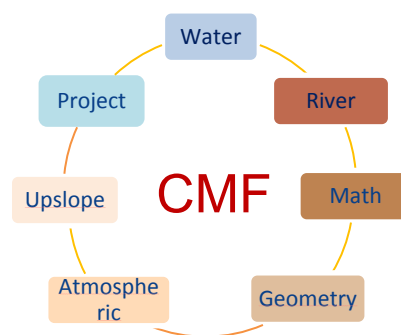 Water
Project
River
Upslope
CMF
Math
Atmosphe
ric
Geometry